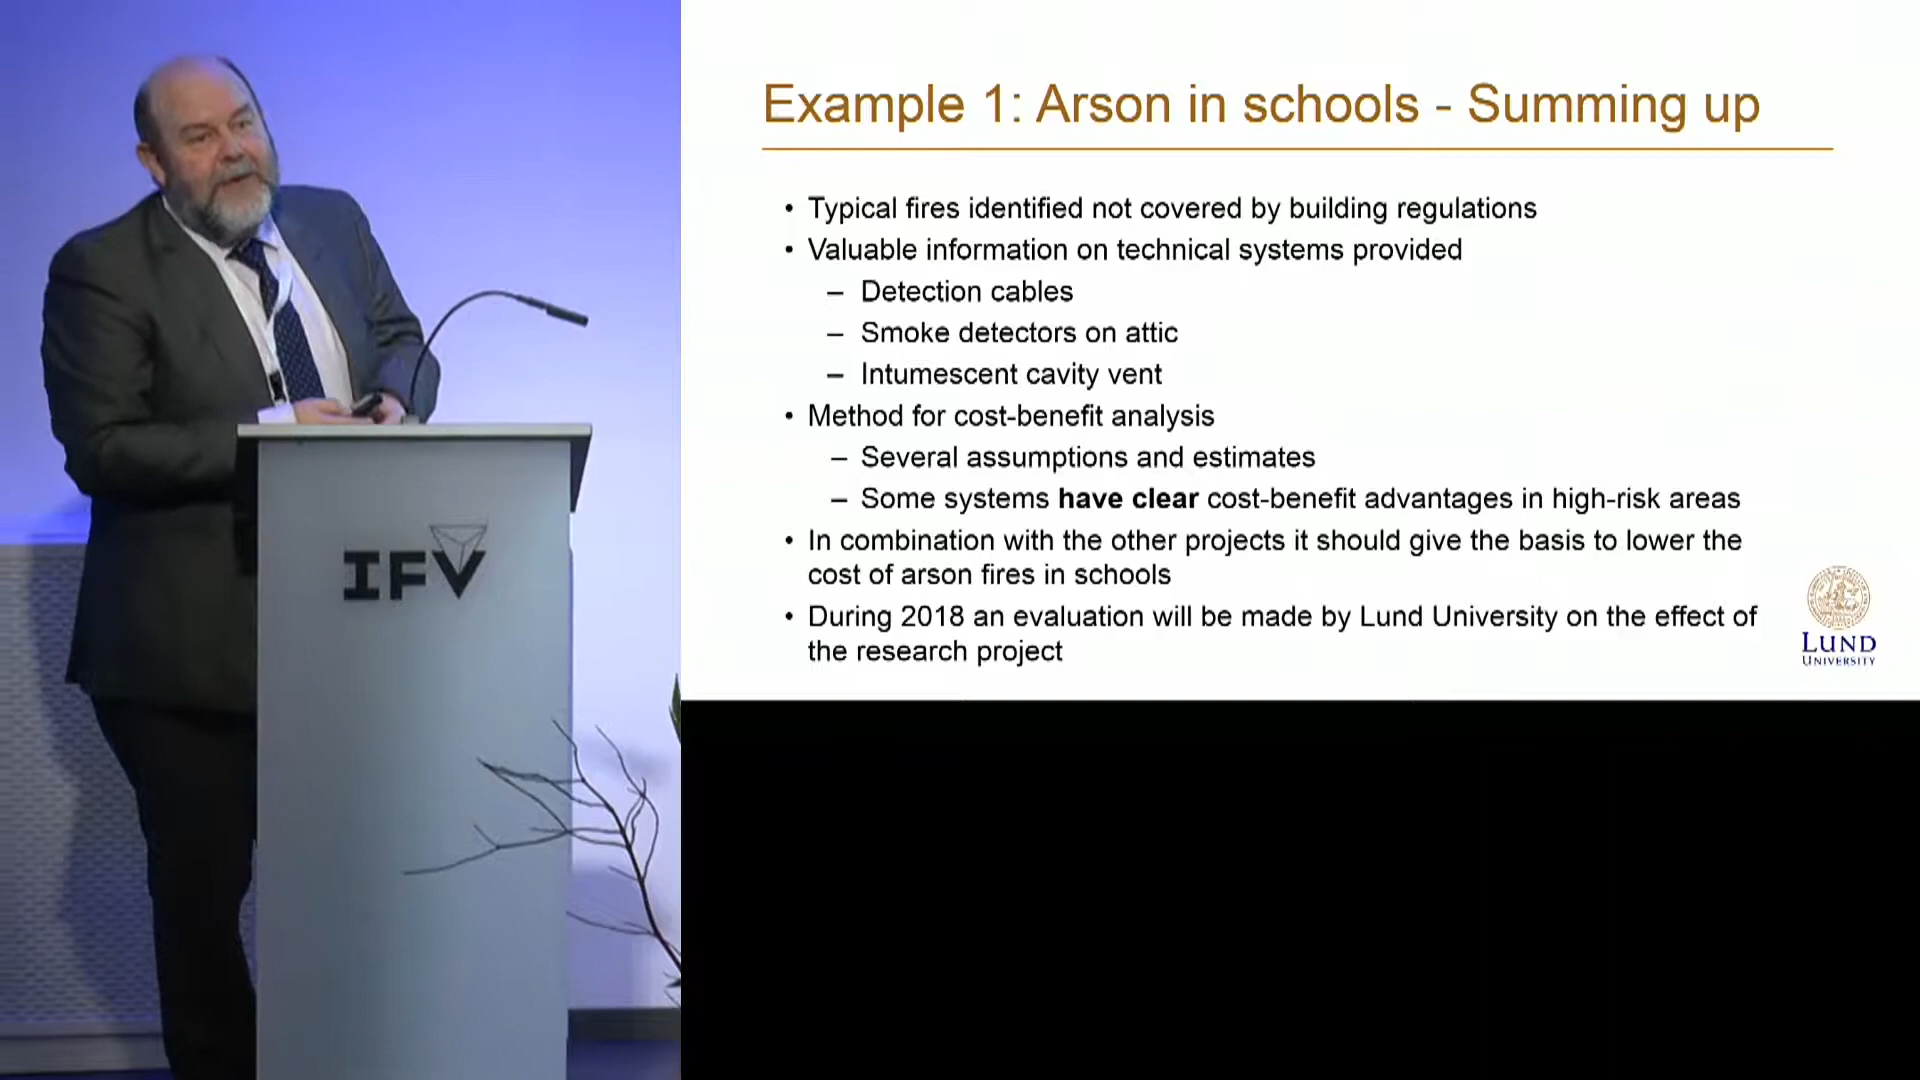 Example 1: Arson in schools - Summing up
• Typical fires identified not covered by building regulations
• Valuable information on technical systems provided
– Detection cables
– Smoke detectors on attic
– Intumescent cavity vent
• Method for cost-benefit analysis
– Several assumptions and estimates
– Some systems have clear cost-benefit advantages in high-risk areas
• In combination with the other projects it should give the basis to lower the
cost of arson fires in schools
• During 2018 an evaluation will be made by Lund University on the effect of
the research project
LUND
UNIVERSITY
IFV